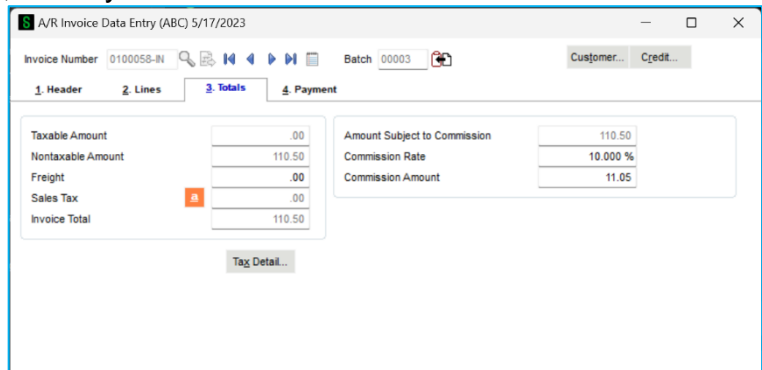 A/R Invoice Data Entry (ABC) 5/17/2023
Invoice Number 0100058-IN Batch 00003 Customer... Credit...
1. Header 2. Lines 3. Totals 4. Payment
Taxable Amount .00 Amount Subject to Commission 110.50
Nontaxable Amount 110.50 Commission Rate 10.000 %
Freight .00 Commission Amount 11.05
Sales Tax .00
Invoice Total 110.50
Tax Detail...